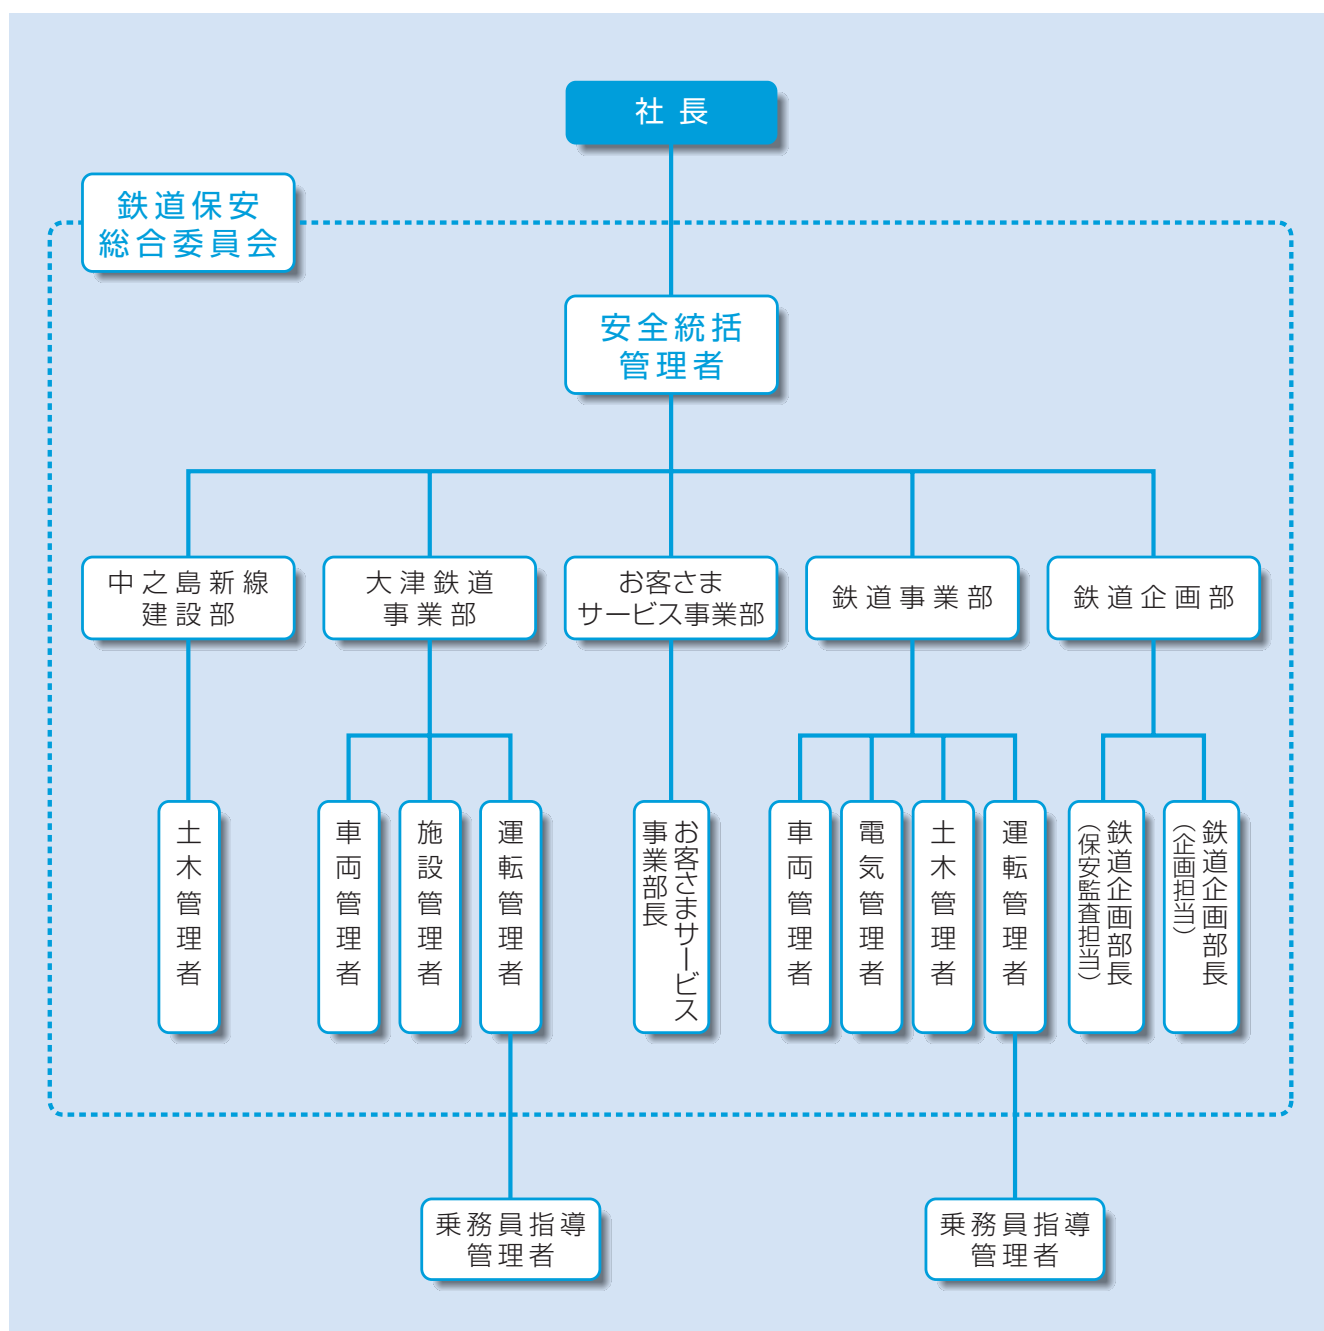 社長
鉄道保安
総合委員会
安全統括
管理者
中之島新線
建設部
大津鉄道
事業部
お客さま
サービス事業部
鉄道事業部
鉄道企画部
土木管理者
車両管理者
施設管理者
運転管理者
お客さまサービス
事業部長
車両管理者
電気管理者
土木管理者
運転管理者
鉄道企画部長
（保安監査担当）
鉄道企画部長
（企画担当）
乗務員指導
管理者
乗務員指導
管理者